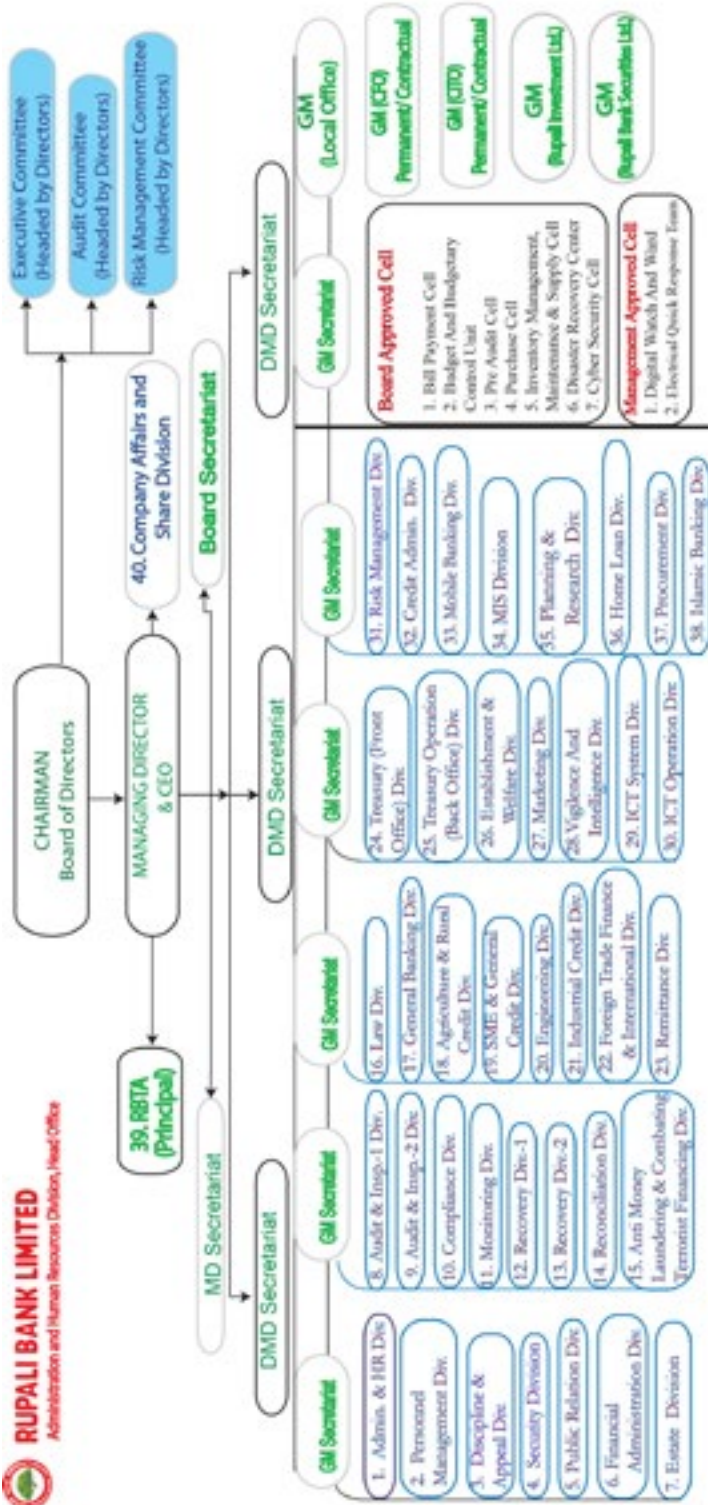 RUPALI BANK LIMITED
Administration and Human Resources Division, Head Office
CHAIRMAN
Board of Directors
Executive Committee
(Headed by Directors)
Audit Committee
(Headed by Directors)
Risk Management Committee
(Headed by Directors)
MANAGING DIRECTOR
& CEO
39. RBTA
(Principal)
40. Company Affairs and
Share Division
MD Secretariat
Board Secretariat
DMD Secretariat
DMD Secretariat
DMD Secretariat
GM Secretariat
1. Admin. & HR Div.
2. Personnel
Management Div.
3. Discipline &
Appeal Div.
4. Security Division
5. Public Relation Div.
6. Financial
Administration Div.
7. Estate Division
GM Secretariat
8. Audit & Insp.-1 Div.
9. Audit & Insp.-2 Div.
10. Compliance Div.
11. Monitoring Div.
12. Recovery Div.-1
13. Recovery Div.-2
14. Reconciliation Div.
15. Anti Money
Laundering & Combating
Terrorist Financing Div.
GM Secretariat
16. Law Div.
17. General Banking Div.
18. Agriculture & Rural
Credit Div.
19. SME & General
Credit Div.
20. Engineering Div.
21. Industrial Credit Div.
22. Foreign Trade Finance
& International Div.
23. Remittance Div.
GM Secretariat
24. Treasury (Front
Office) Div.
25. Treasury Operation
(Back Office) Div.
26. Establishment &
Welfare Div.
27. Marketing Div.
28. Vigilence And
Intelligence Div.
29. ICT System Div.
30. ICT Operation Div.
GM Secretariat
31. Risk Management Div.
32. Credit Admin. Div.
33. Mobile Banking Div.
34. MIS Division
35. Planning &
Research Div.
36. Home Loan Div.
37. Procurement Div.
38. Islamic Banking Div.
GM Secretariat
Board Approved Cell
1. Bill Payment Cell
2. Budget And Budgetary
Control Unit
3. Pre Audit Cell
4. Purchase Cell
5. Inventory Management,
Maintenance & Supply Cell
6. Disaster Recovery Center
7. Cyber Security Cell
Management Approved Cell
1. Digital Watch And Ward
2. Electrical Quick Response Team
GM
(Local Office)
GM (CFO)
Permanent/ Contractual
GM (CITO)
Permanent/ Contractual
GM
(Rupali Investment Ltd.)
GM
(Rupali Bank Securities Ltd.)